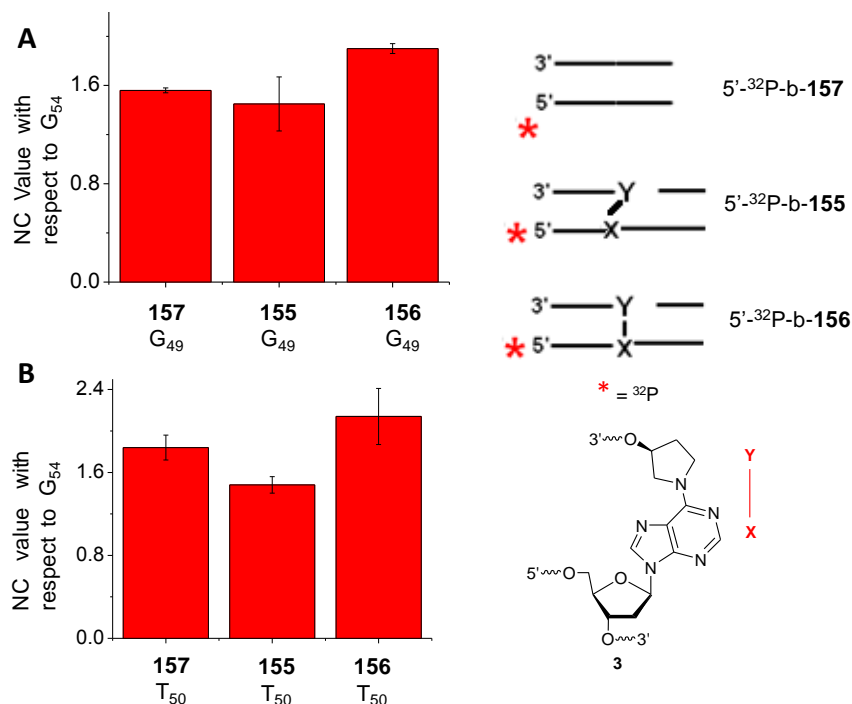 A
NC Value with
respect to G₅₄
1.6
0.8
0.0
157 155 156
G₄₉ G₄₉ G₄₉
3'
5'
*
5'-³²P-b-157
3' Y
* 5' X
5'-³²P-b-155
3' Y
* 5' X
5'-³²P-b-156
* = ³²P
B
NC value with
respect to G₅₄
2.4
1.6
0.8
0.0
157 155 156
T₅₀ T₅₀ T₅₀
3' O
N
Y
X
N N
N N
5' O O
O 3'
3